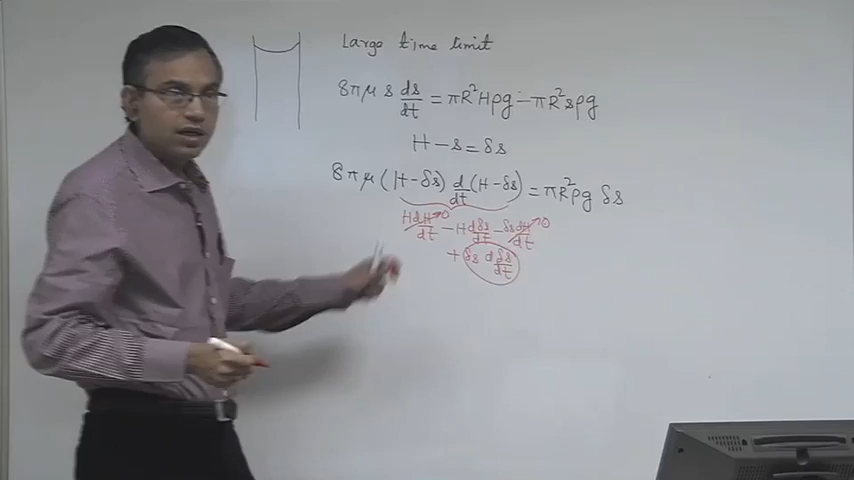 Large time limit
8πμ s ds/dt = πR²Hρg − πR²sρg
H − s = δs
8πμ (H − δs) d/dt (H − δs) = πR²ρg δs
H dH/dt → 0 − H dδs/dt − δs dH/dt → 0
+ δs dδs/dt